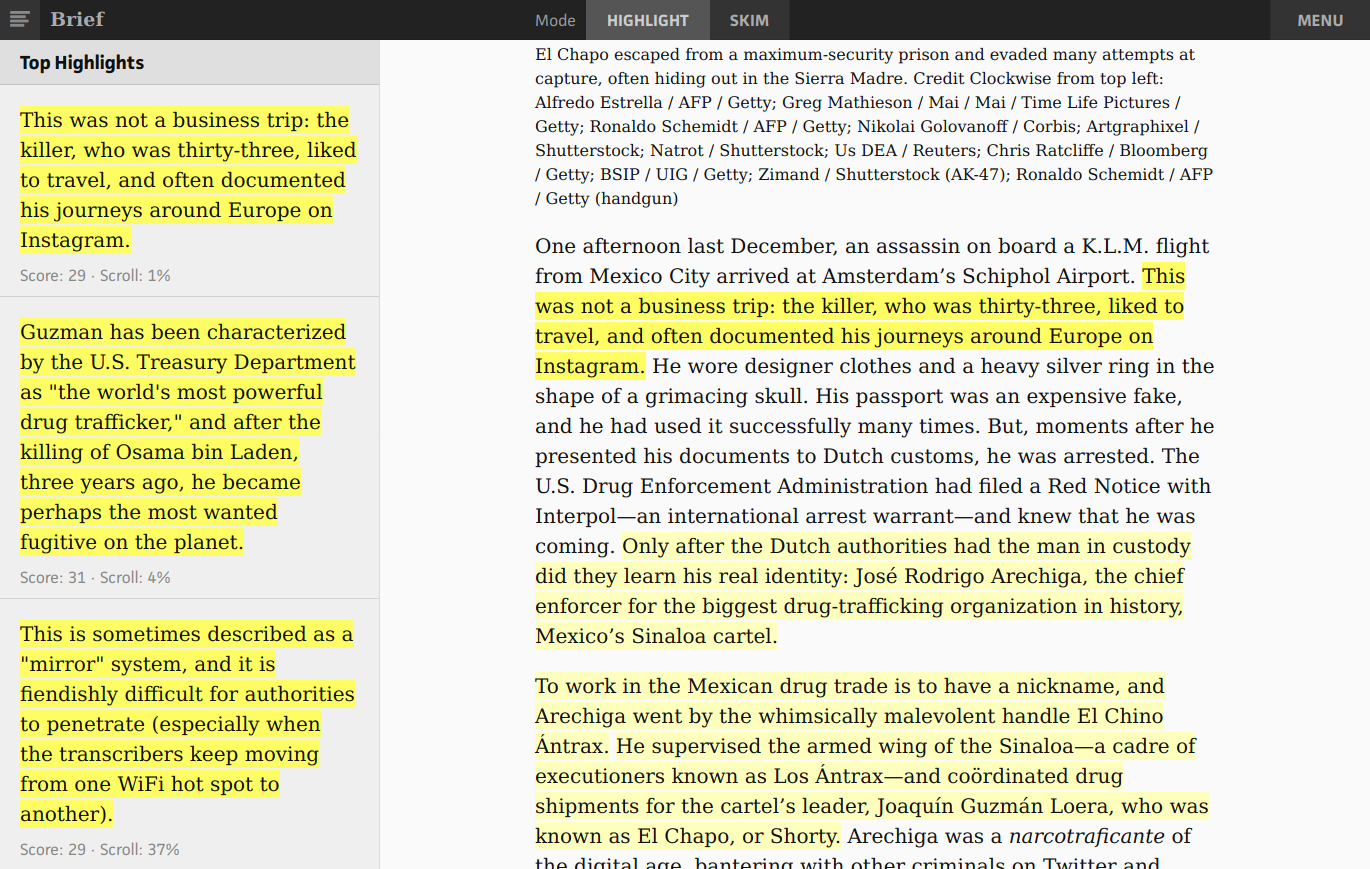 Brief
Mode HIGHLIGHT SKIM
MENU
Top Highlights
This was not a business trip: the
killer, who was thirty-three, liked
to travel, and often documented
his journeys around Europe on
Instagram.
Score: 29 · Scroll: 1%
Guzman has been characterized
by the U.S. Treasury Department
as "the world's most powerful
drug trafficker," and after the
killing of Osama bin Laden,
three years ago, he became
perhaps the most wanted
fugitive on the planet.
Score: 31 · Scroll: 4%
This is sometimes described as a
"mirror" system, and it is
fiendishly difficult for authorities
to penetrate (especially when
the transcribers keep moving
from one WiFi hot spot to
another).
Score: 29 · Scroll: 37%
El Chapo escaped from a maximum-security prison and evaded many attempts at
capture, often hiding out in the Sierra Madre. Credit Clockwise from top left:
Alfredo Estrella / AFP / Getty; Greg Mathieson / Mai / Mai / Time Life Pictures /
Getty; Ronaldo Schemidt / AFP / Getty; Nikolai Golovanoff / Corbis; Artgraphixel /
Shutterstock; Natrot / Shutterstock; Us DEA / Reuters; Chris Ratcliffe / Bloomberg
/ Getty; BSIP / UIG / Getty; Zimand / Shutterstock (AK-47); Ronaldo Schemidt / AFP
/ Getty (handgun)
One afternoon last December, an assassin on board a K.L.M. flight
from Mexico City arrived at Amsterdam’s Schiphol Airport. This
was not a business trip: the killer, who was thirty-three, liked to
travel, and often documented his journeys around Europe on
Instagram. He wore designer clothes and a heavy silver ring in the
shape of a grimacing skull. His passport was an expensive fake,
and he had used it successfully many times. But, moments after he
presented his documents to Dutch customs, he was arrested. The
U.S. Drug Enforcement Administration had filed a Red Notice with
Interpol—an international arrest warrant—and knew that he was
coming. Only after the Dutch authorities had the man in custody
did they learn his real identity: José Rodrigo Arechiga, the chief
enforcer for the biggest drug-trafficking organization in history,
Mexico’s Sinaloa cartel.
To work in the Mexican drug trade is to have a nickname, and
Arechiga went by the whimsically malevolent handle El Chino
Ántrax. He supervised the armed wing of the Sinaloa—a cadre of
executioners known as Los Ántrax—and coördinated drug
shipments for the cartel’s leader, Joaquín Guzmán Loera, who was
known as El Chapo, or Shorty. Arechiga was a narcotraficante of
the digital age, bantering with other criminals on Twitter and